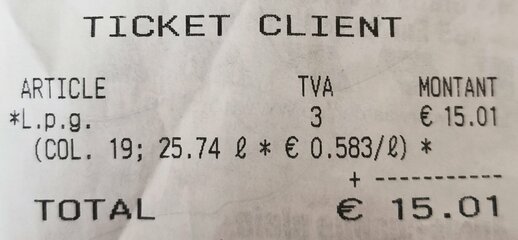 TICKET CLIENT
ARTICLE TVA MONTANT
*L.p.g. 3 € 15.01
(COL. 19; 25.74 ℓ * € 0.583/ℓ) *
+ -----------
TOTAL € 15.01